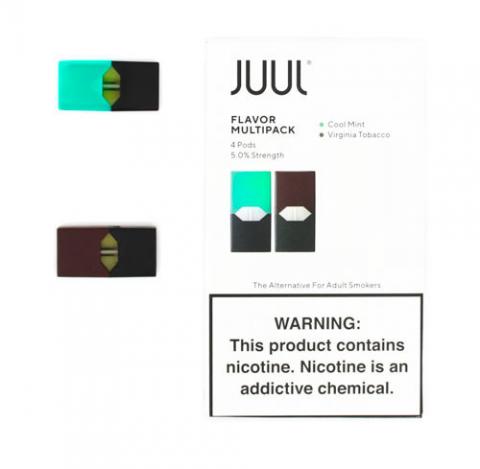 JUUL®
FLAVOR
MULTIPACK
4 Pods
5.0% Strength
Cool Mint
Virginia Tobacco
The Alternative For Adult Smokers
WARNING:
This product contains
nicotine. Nicotine is an
addictive chemical.